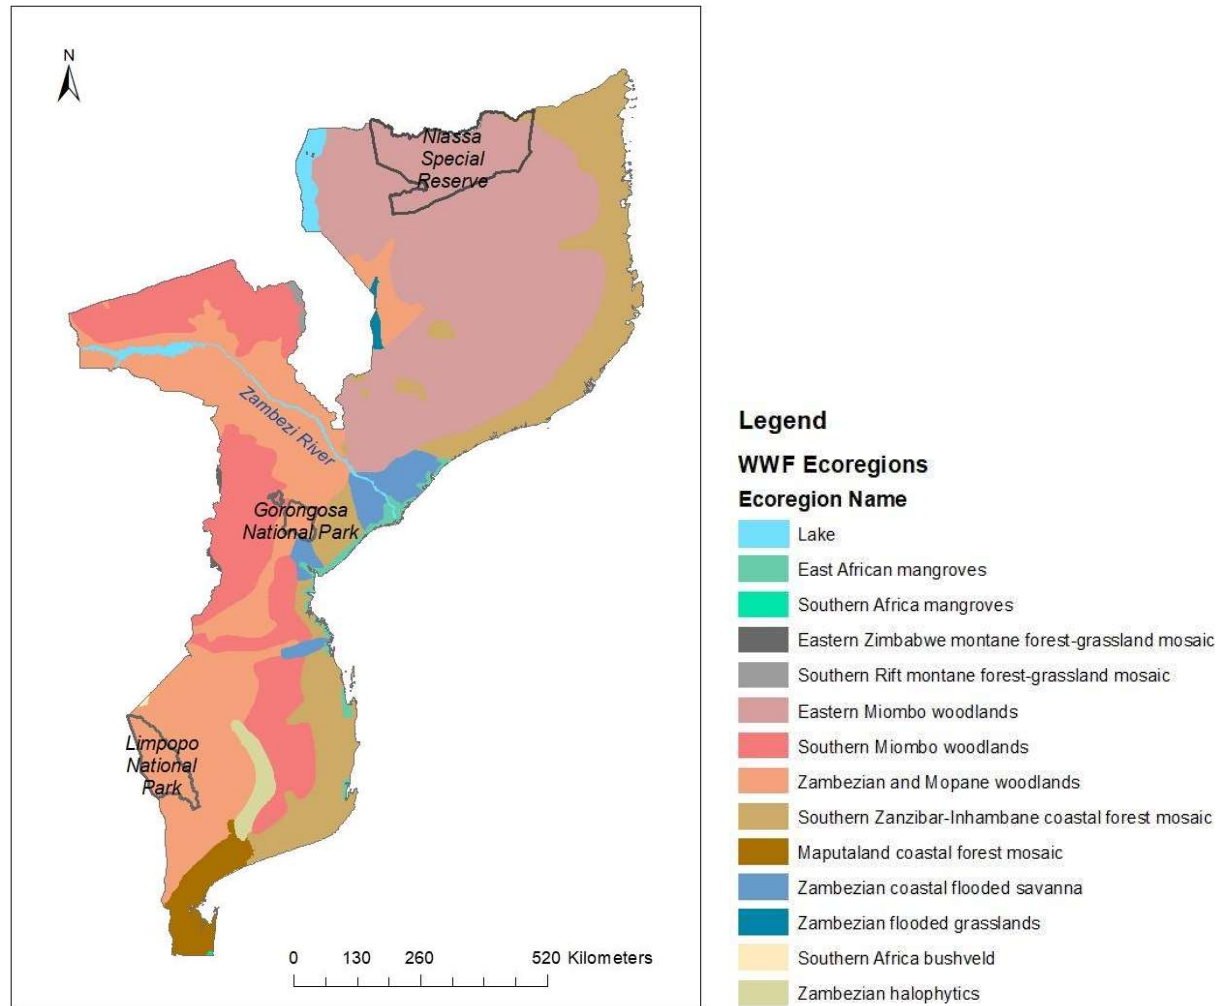 N
Niassa
Special
Reserve
Zambezi River
Gorongosa
National Park
Limpopo
National
Park
0 130 260 520 Kilometers
Legend
WWF Ecoregions
Ecoregion Name
Lake
East African mangroves
Southern Africa mangroves
Eastern Zimbabwe montane forest-grassland mosaic
Southern Rift montane forest-grassland mosaic
Eastern Miombo woodlands
Southern Miombo woodlands
Zambezian and Mopane woodlands
Southern Zanzibar-Inhambane coastal forest mosaic
Maputaland coastal forest mosaic
Zambezian coastal flooded savanna
Zambezian flooded grasslands
Southern Africa bushveld
Zambezian halophytics